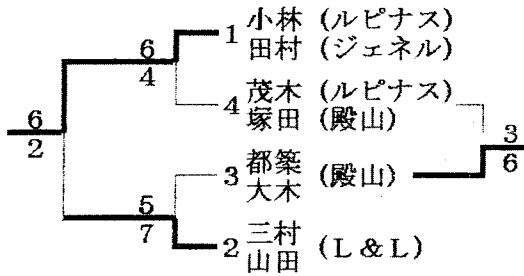 1 小林 (ルピナス)
田村 (ジェネル)
6
4
4 茂木 (ルピナス)
塚田 (殿山)
6
2
3
6
3 都築 (殿山)
大木
5
7
2 三村 (L&L)
山田